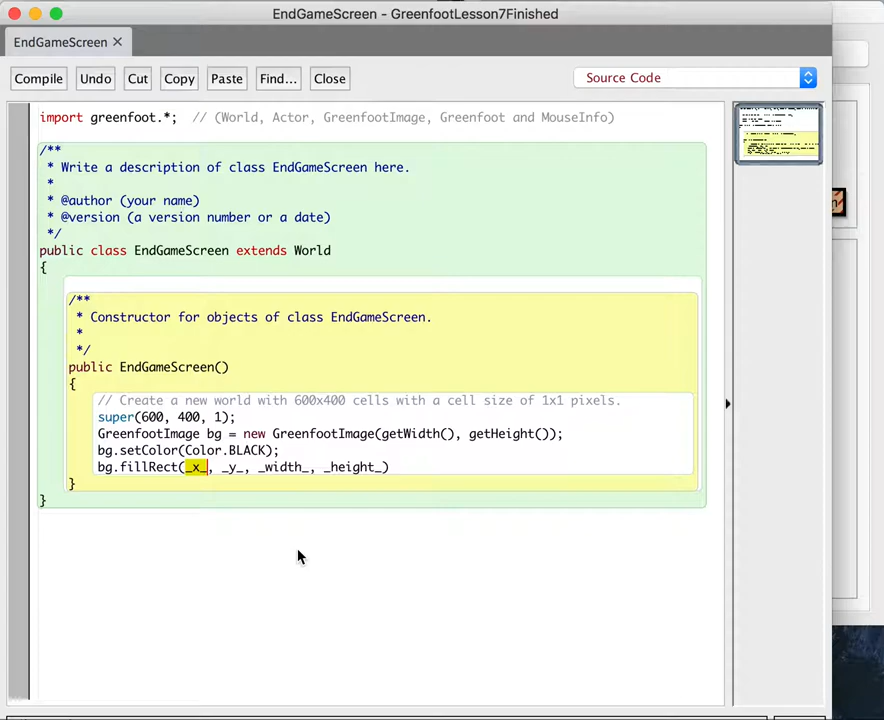 EndGameScreen - GreenfootLesson7Finished
EndGameScreen ✕
Compile Undo Cut Copy Paste Find... Close Source Code
import greenfoot.*;  // (World, Actor, GreenfootImage, Greenfoot and MouseInfo)
/**
 * Write a description of class EndGameScreen here.
 *
 * @author (your name)
 * @version (a version number or a date)
 */
public class EndGameScreen extends World
{
/**
 * Constructor for objects of class EndGameScreen.
 *
 */
public EndGameScreen()
{
// Create a new world with 600x400 cells with a cell size of 1x1 pixels.
super(600, 400, 1);
GreenfootImage bg = new GreenfootImage(getWidth(), getHeight());
bg.setColor(Color.BLACK);
bg.fillRect(_x_, _y_, _width_, _height_)
}
}